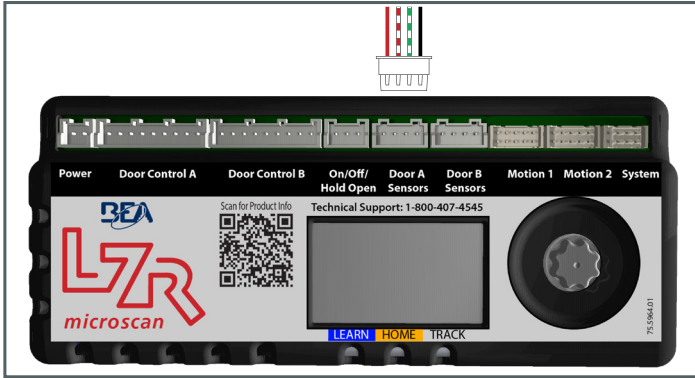 Power Door Control A Door Control B On/Off/ Hold Open Door A Sensors Door B Sensors Motion 1 Motion 2 System
BEA
Scan for Product Info
Technical Support: 1-800-407-4545
LZR
microscan
75.5964.01
LEARN HOME TRACK